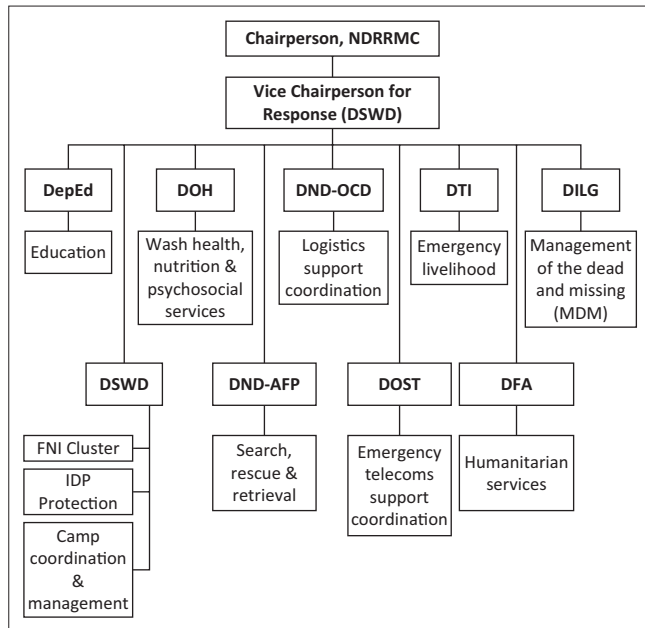 Chairperson, NDRRMC
Vice Chairperson for
Response (DSWD)
DepEd
DOH
DND-OCD
DTI
DILG
Education
Wash health,
nutrition &
psychosocial
services
Logistics
support
coordination
Emergency
livelihood
Management
of the dead
and missing
(MDM)
DSWD
DND-AFP
DOST
DFA
FNI Cluster
IDP
Protection
Camp
coordination
&
management
Search,
rescue &
retrieval
Emergency
telecoms
support
coordination
Humanitarian
services